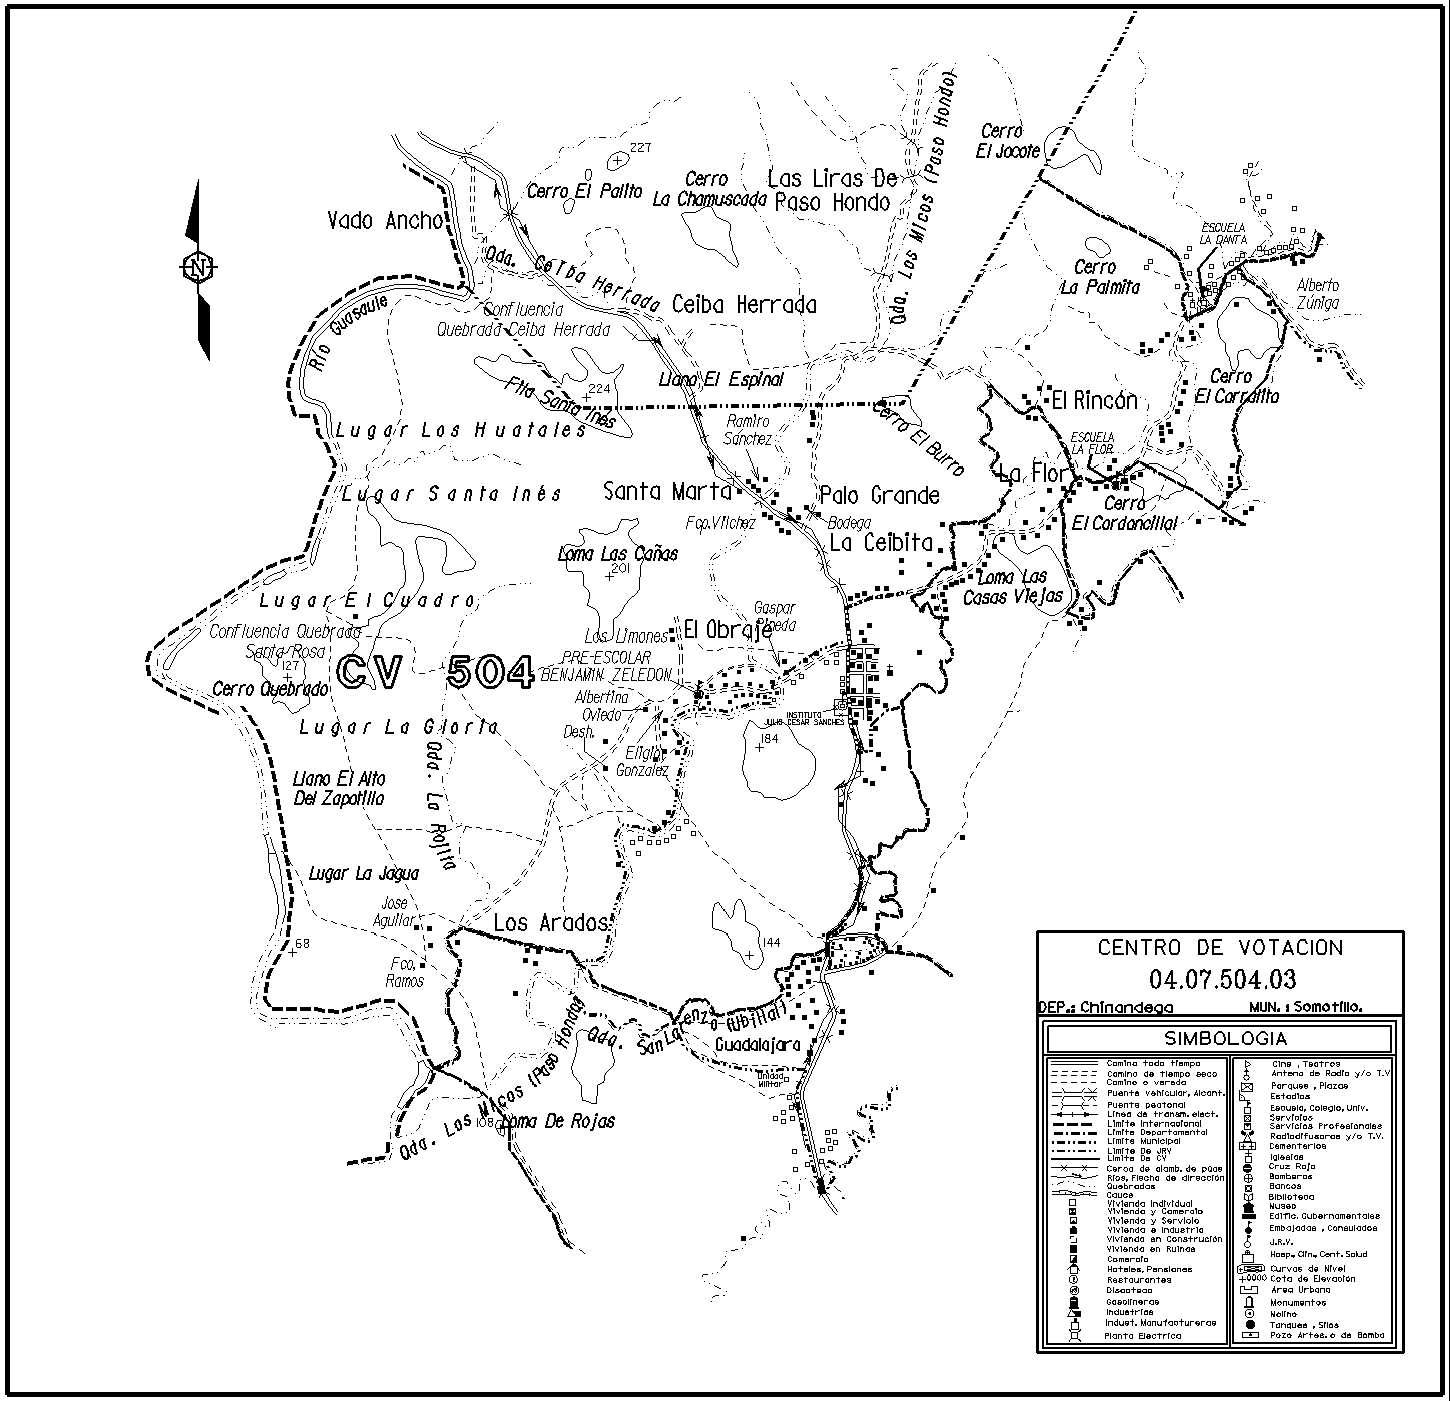 Cerro
El Jocote
227
Cerro El Pailto
Cerro
La Chamuscada
Las Liras De
Paso Hondo
Qda. Los Micos (Paso Hondo)
Vado Ancho
ESCUELA
LA DANTA
Qda. Ceiba Herrada
Cerro
La Palmita
Alberto
Zúniga
N
Río Guasaule
Confluencia
Quebrada Ceiba Herrada
Ceiba Herrada
Llano El Espinal
Fila Santa Inés
224
Cerro
El Corralito
El Rincón
Cerro El Burro
Ramiro
Sánchez
Lugar Los Huatales
ESCUELA
LA FLOR
La Flor
Lugar Santa Inés
Santa Marta
Palo Grande
Cerro
El Cardoncillal
Fco. Vilchez
Bodega
La Ceibita
Loma Las Cañas
201
Loma Las
Casas Viejas
Lugar El Cuadro
Gaspar
Pineda
Confluencia Quebrada
Santa Rosa
127
Los Limones
El Obraje
CV 504
PRE-ESCOLAR
BENJAMIN ZELEDON
Cerro Quebrado
Albertina
Oviedo
INSTITUTO
JULIO CESAR SANCHES
Lugar La Gloria
Desh.
184
Eligio
Gonzalez
Qda. La Rojita
Llano El Alto
Del Zapotillo
Lugar La Jagua
Jose
Aguilar
Los Arados
68
144
Fco.
Ramos
Qda. San Lorenzo (Ubillal)
Guadalajara
Unidad
Militar
Qda. Los Micos (Paso Hondo)
108
Loma De Rojas
CENTRO DE VOTACION
04.07.504.03
DEP.: Chinandega MUN. : Somotillo.
SIMBOLOGIA
Camino todo tiempo
Camino de tiempo seco
Camino o vereda
Puente vehicular, Alcant.
Puente peatonal
Linea de transm. elect.
Limite Internacional
Limite Departamental
Limite Municipal
Limite De JRV
Limite De CV
Cerca de alamb. de púas
Ríos, Flecha de dirección
Quebradas
Cauce
Vivienda Individual
Vivienda y Comercio
Vivienda y Servicio
Vivienda e Industria
Vivienda en Construción
Vivienda en Ruinas
Comercio
Hoteles, Pensiones
Restaurantes
Discoteca
Gasolineras
Industrias
Indust. Manufactureras
Planta Electrica
Cine , Teatros
Antena de Radio y/o T.V
Parques , Plazas
Estadios
Escuela, Colegio, Univ.
Servicios
Servicios Profesionales
Radiodifusoras y/o T.V.
Cementerios
Iglesias
Cruz Roja
Bomberos
Bancos
Biblioteca
Museo
Edific. Gubernamentales
Embajadas , Consulados
J.R.V.
Hosp., Clin., Cent. Salud
Curvas de Nivel
+0000 Cota de Elevación
Area Urbana
Monumentos
Molino
Tanques , Silos
Pozo Artes. o de Bomba